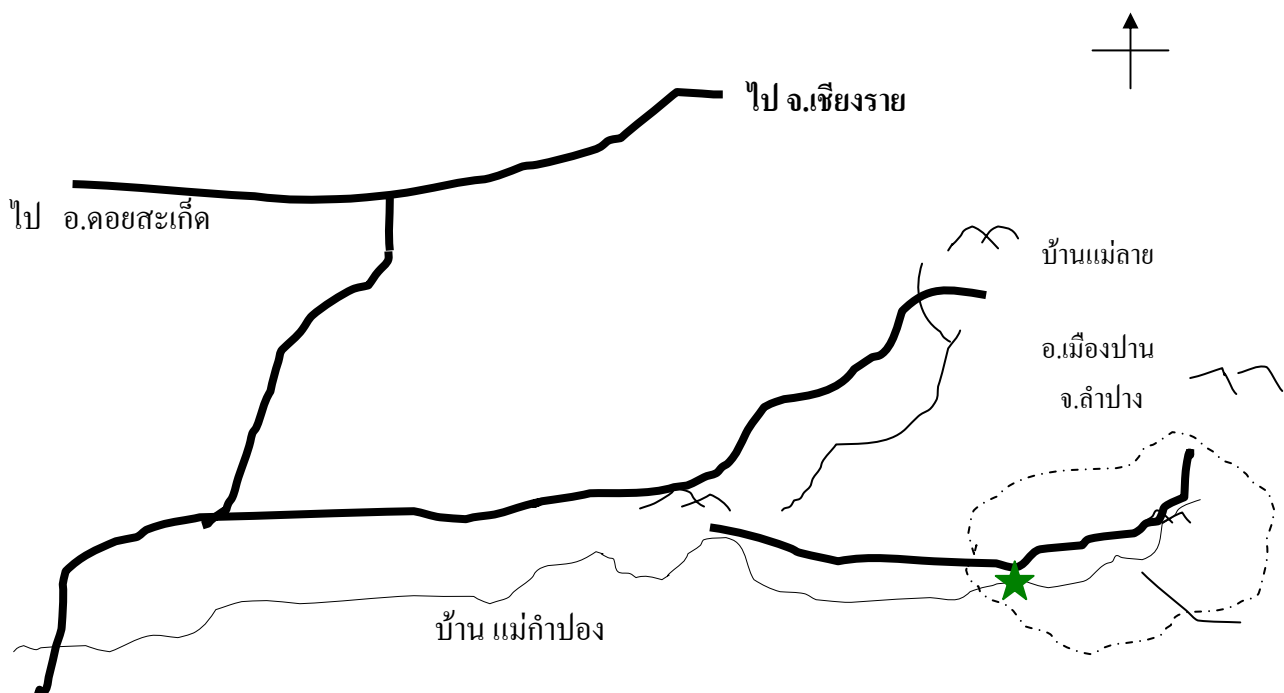 ไป จ.เชียงราย
ไป อ.ดอยสะเก็ด
บ้านแม่ลาย
อ.เมืองปาน
จ.ลำปาง
บ้าน แม่กำปอง